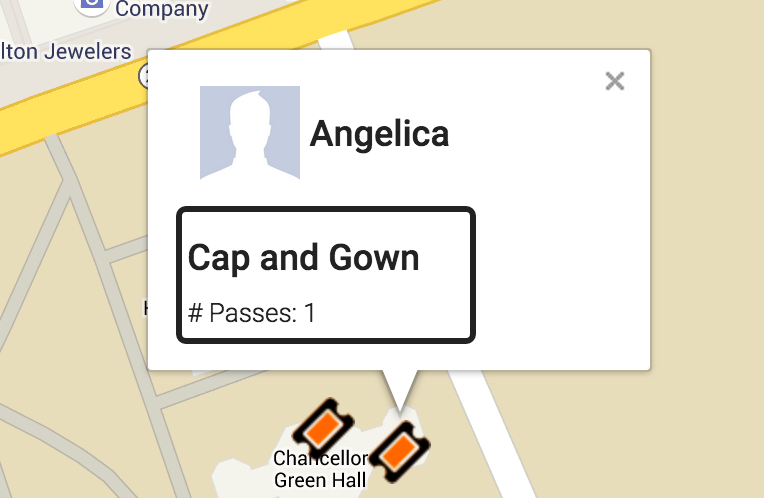 Company
lton Jewelers
Angelica
Cap and Gown
# Passes: 1
Chancellor
Green Hall